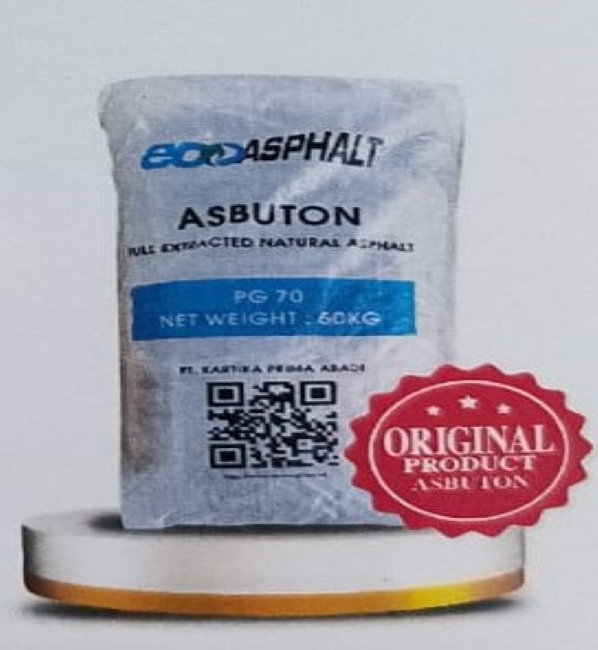 ecoASPHALT
ASBUTON
FULL EXTRACTED NATURAL ASPHALT
PG 70
NET WEIGHT : 50KG
PT. KARTIKA PRIMA ABADI
ORIGINAL
PRODUCT
ASBUTON